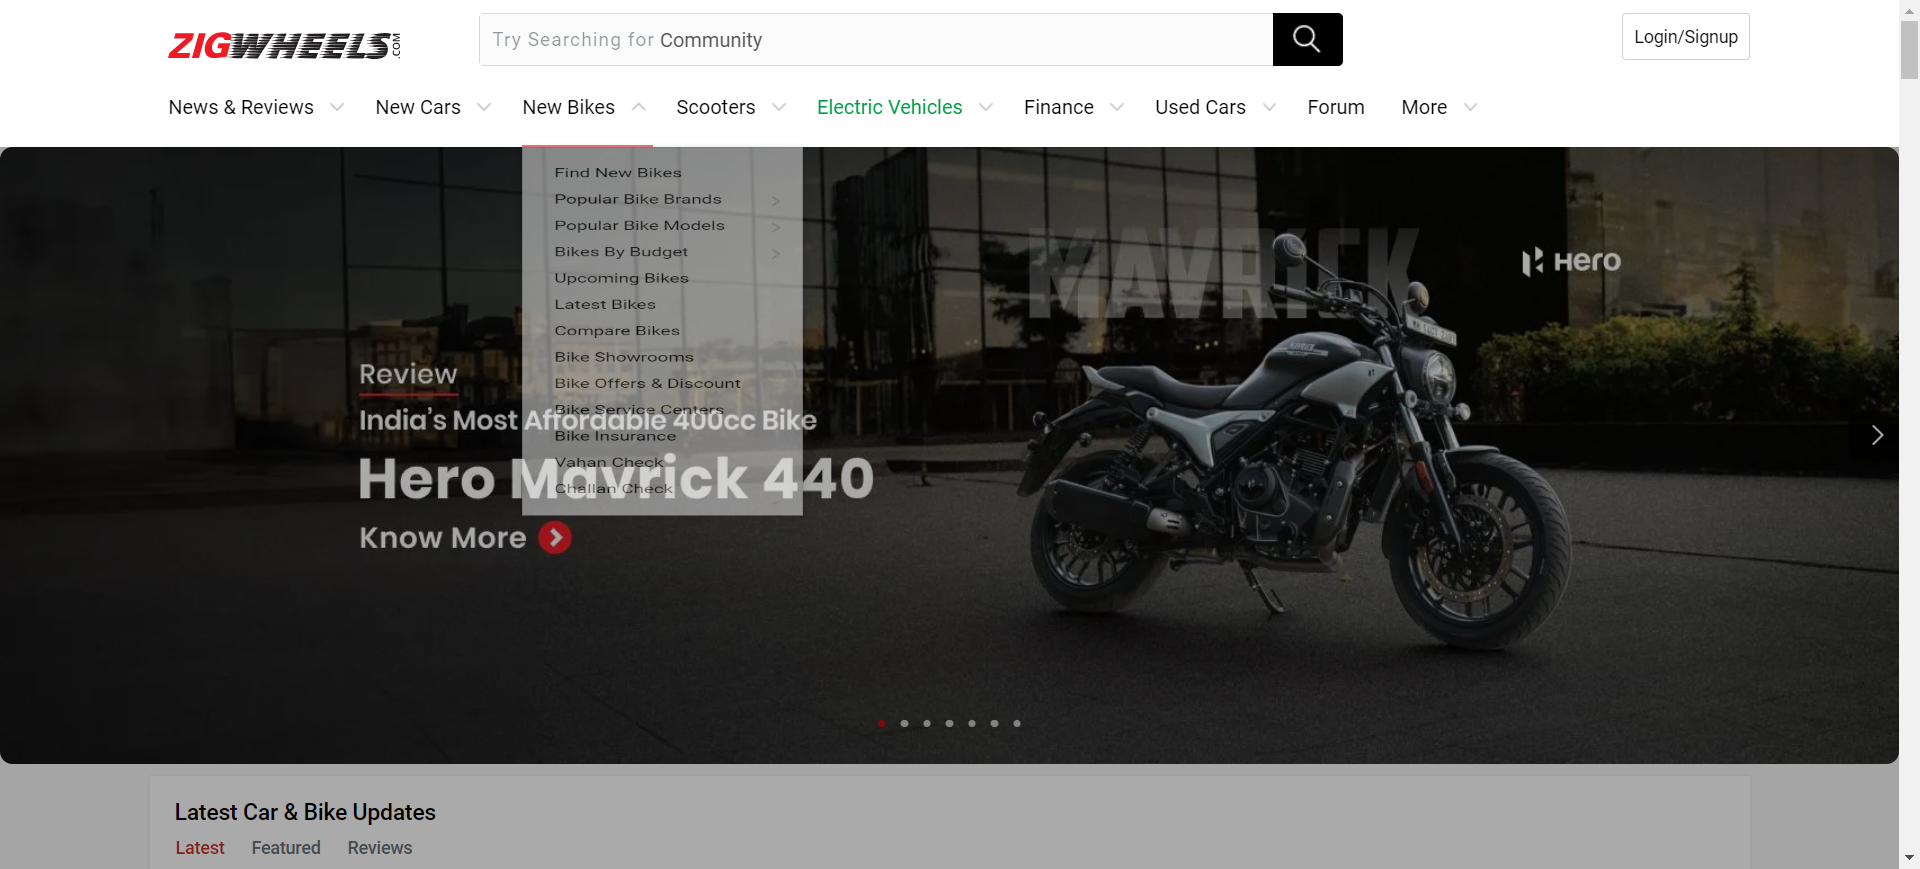 ZIGWHEELS.COM
Try Searching for Community
Login/Signup
News & Reviews
New Cars
New Bikes
Scooters
Electric Vehicles
Finance
Used Cars
Forum
More
Find New Bikes
Popular Bike Brands
Popular Bike Models
Bikes By Budget
Upcoming Bikes
Latest Bikes
Compare Bikes
Bike Showrooms
Bike Offers & Discount
Bike Service Centers
Bike Insurance
Vahan Check
Challan Check
MAVRICK
Hero
Review
India's Most Affordable 400cc Bike
Hero Mavrick 440
Know More
Latest Car & Bike Updates
Latest
Featured
Reviews